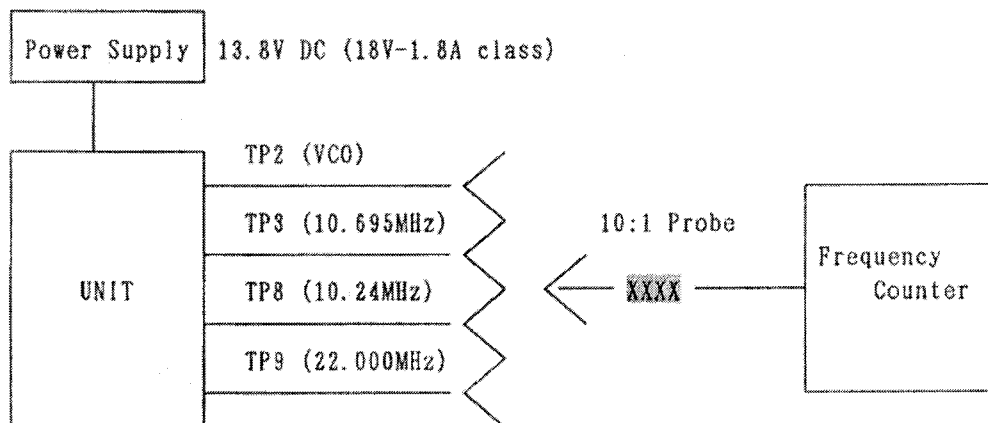 Power Supply 13.8V DC (18V-1.8A class)
TP2 (VCO)
TP3 (10.695MHz)
10:1 Probe
UNIT
TP8 (10.24MHz)
XXXX
Frequency
Counter
TP9 (22.000MHz)